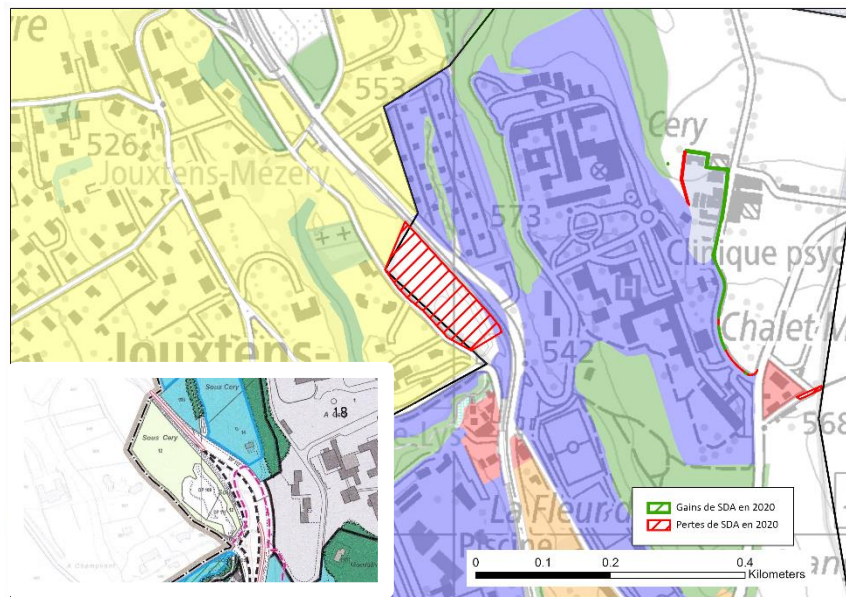 553
526
Jouxtens-Mézery
Cery
573
Clinique psyc
Jouxtens-
542
Chalet M
568
La Fleur d
Piscine
Gains de SDA en 2020
Pertes de SDA en 2020
0 0.1 0.2 0.4
Kilometers
Sous Cery
18
Sous Cery
12